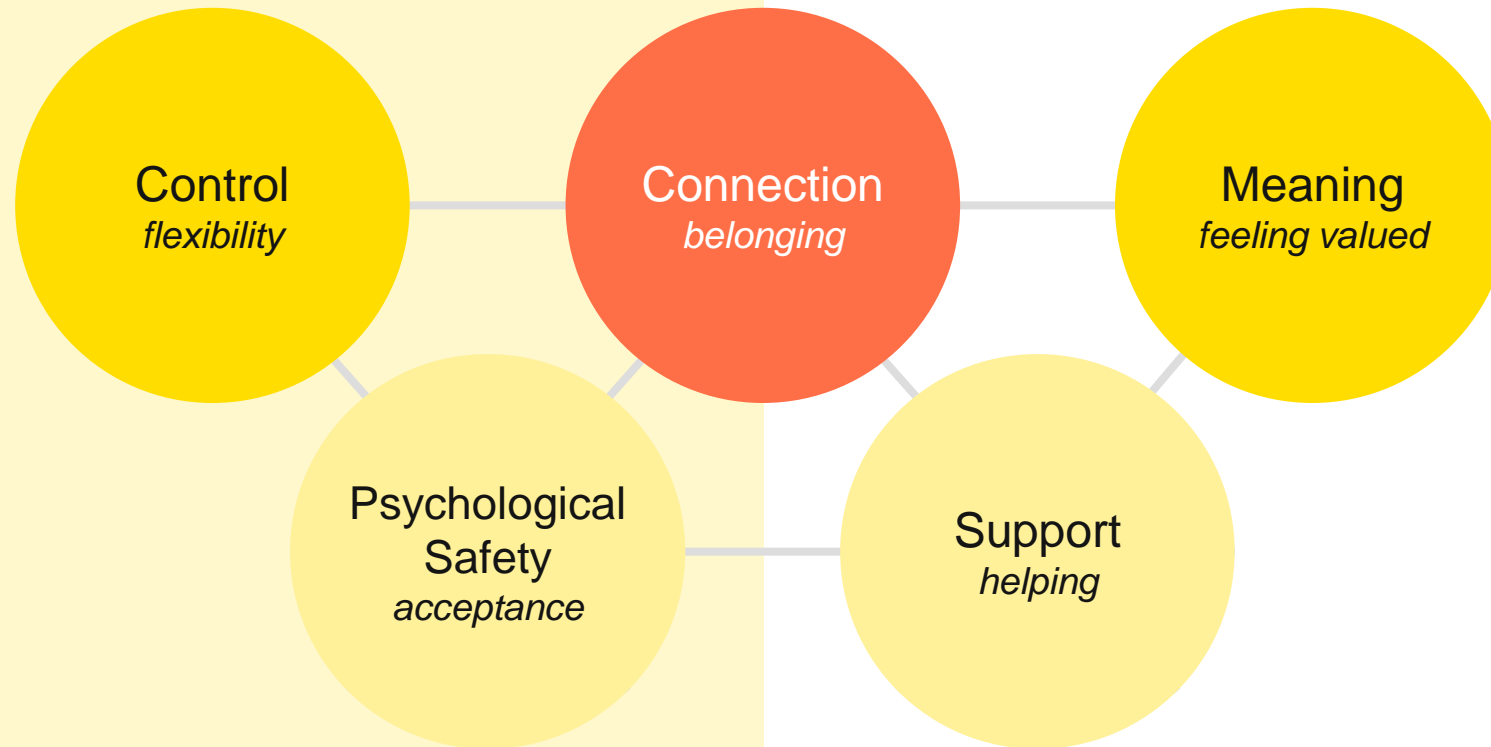 Control
flexibility
Connection
belonging
Meaning
feeling valued
Psychological
Safety
acceptance
Support
helping